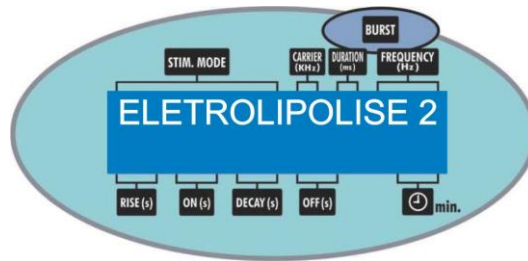 BURST
STIM. MODE
CARRIER (KHz)
DURATION (ms)
FREQUENCY (Hz)
ELETROLIPOLISE 2
RISE (s)
ON (s)
DECAY (s)
OFF (s)
min.